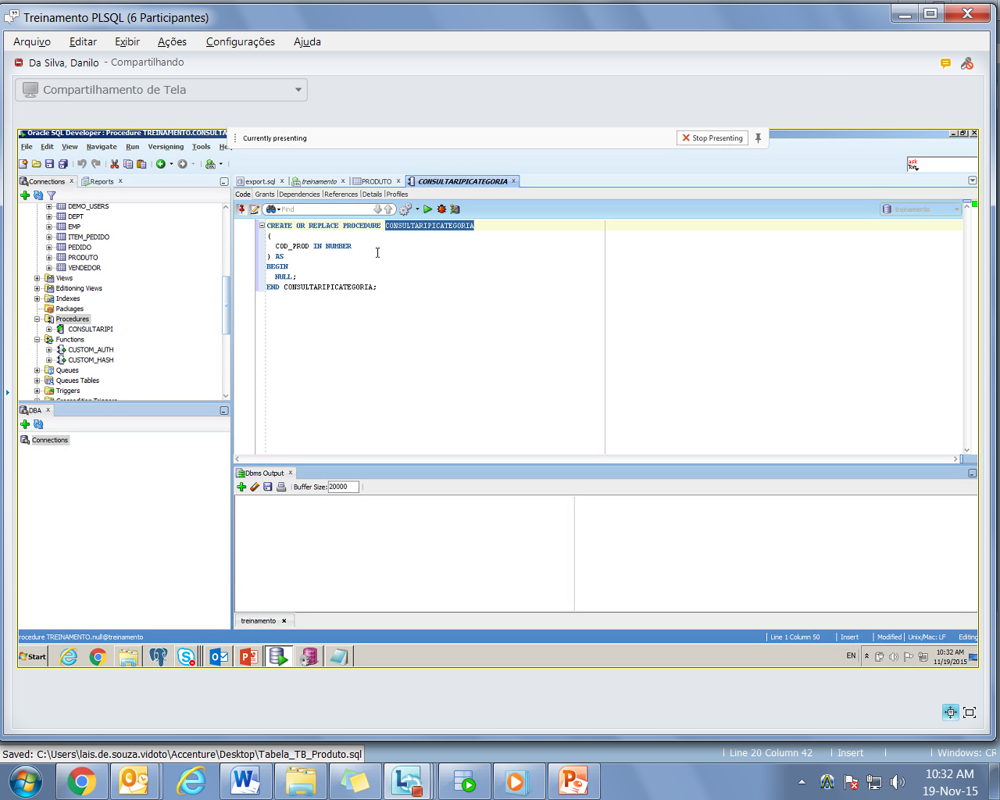 Treinamento PLSQL (6 Participantes)
Arquivo Editar Exibir Ações Configurações Ajuda
Da Silva, Danilo - Compartilhando
Compartilhamento de Tela
Oracle SQL Developer : Procedure TREINAMENTO.CONSULTA
Currently presenting
Stop Presenting
File Edit View Navigate Run Versioning Tools He
ask
Tom
Connections
Reports
export.sql
treinamento
PRODUTO
CONSULTARIPICATEGORIA
Code Grants Dependencies References Details Profiles
Find
treinamento
DEMO_USERS
DEPT
EMP
ITEM_PEDIDO
PEDIDO
PRODUTO
VENDEDOR
Views
Editioning Views
Indexes
Packages
Procedures
CONSULTARIPI
Functions
CUSTOM_AUTH
CUSTOM_HASH
Queues
Queues Tables
Triggers
Crossedition Triggers
CREATE OR REPLACE PROCEDURE CONSULTARIPICATEGORIA
(
COD_PROD IN NUMBER
) AS
BEGIN
NULL;
END CONSULTARIPICATEGORIA;
DBA
Connections
Dbms Output
Buffer Size: 20000
treinamento
rocedure TREINAMENTO.null@treinamento
Line 1 Column 50 Insert Modified Unix/Mac: LF Editing
Start
EN
10:32 AM
11/19/2015
Saved: C:\Users\lais.de.souza.vidoto\Accenture\Desktop\Tabela_TB_Produto.sql
Line 20 Column 42 Insert Windows: CR
10:32 AM
19-Nov-15